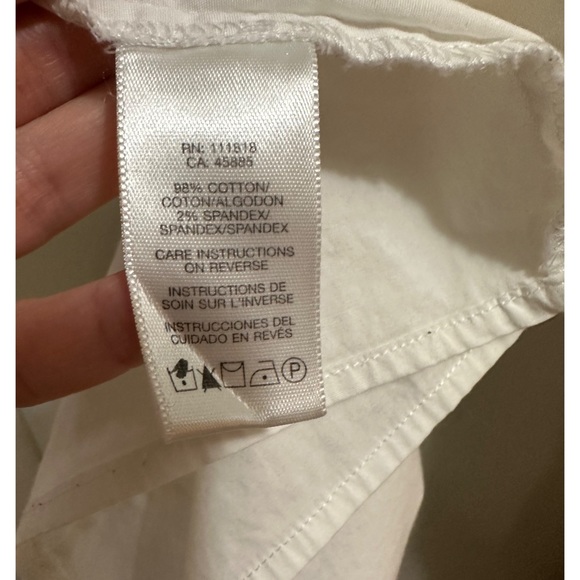 RN: 111818
CA: 45885
98% COTTON/
COTON/ALGODON
2% SPANDEX/
SPANDEX/SPANDEX
CARE INSTRUCTIONS
ON REVERSE
INSTRUCTIONS DE
SOIN SUR L'INVERSE
INSTRUCCIONES DEL
CUIDADO EN REVÉS
P